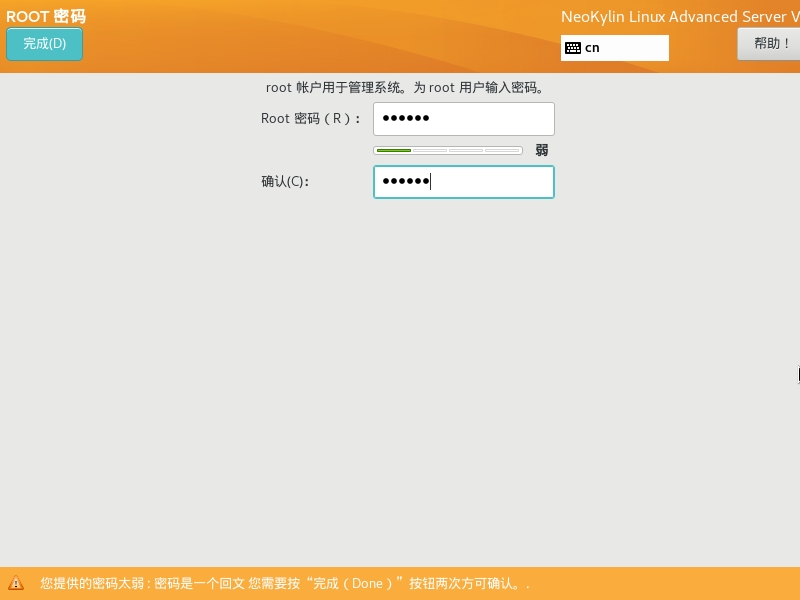 ROOT 密码
NeoKylin Linux Advanced Server V
完成(D)
cn
帮助！
root 帐户用于管理系统。为 root 用户输入密码。
Root 密码（R）：
弱
确认(C)：
您提供的密码太弱 : 密码是一个回文 您需要按“完成（Done）”按钮两次方可确认。.